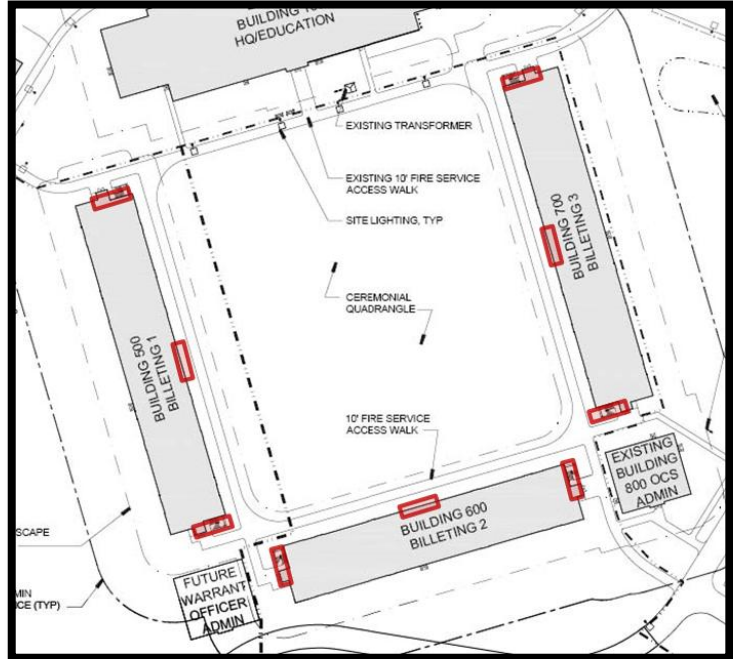 BUILDING
HQ/EDUCATION
EXISTING TRANSFORMER
EXISTING 10' FIRE SERVICE
ACCESS WALK
SITE LIGHTING, TYP
CEREMONIAL
QUADRANGLE
BUILDING 700
BILLETING 3
BUILDING 500
BILLETING 1
10' FIRE SERVICE
ACCESS WALK
BUILDING 600
BILLETING 2
EXISTING
BUILDING
800 OCS
ADMIN
SCAPE
MIN
CE (TYP)
FUTURE
WARRANT
OFFICER
ADMIN